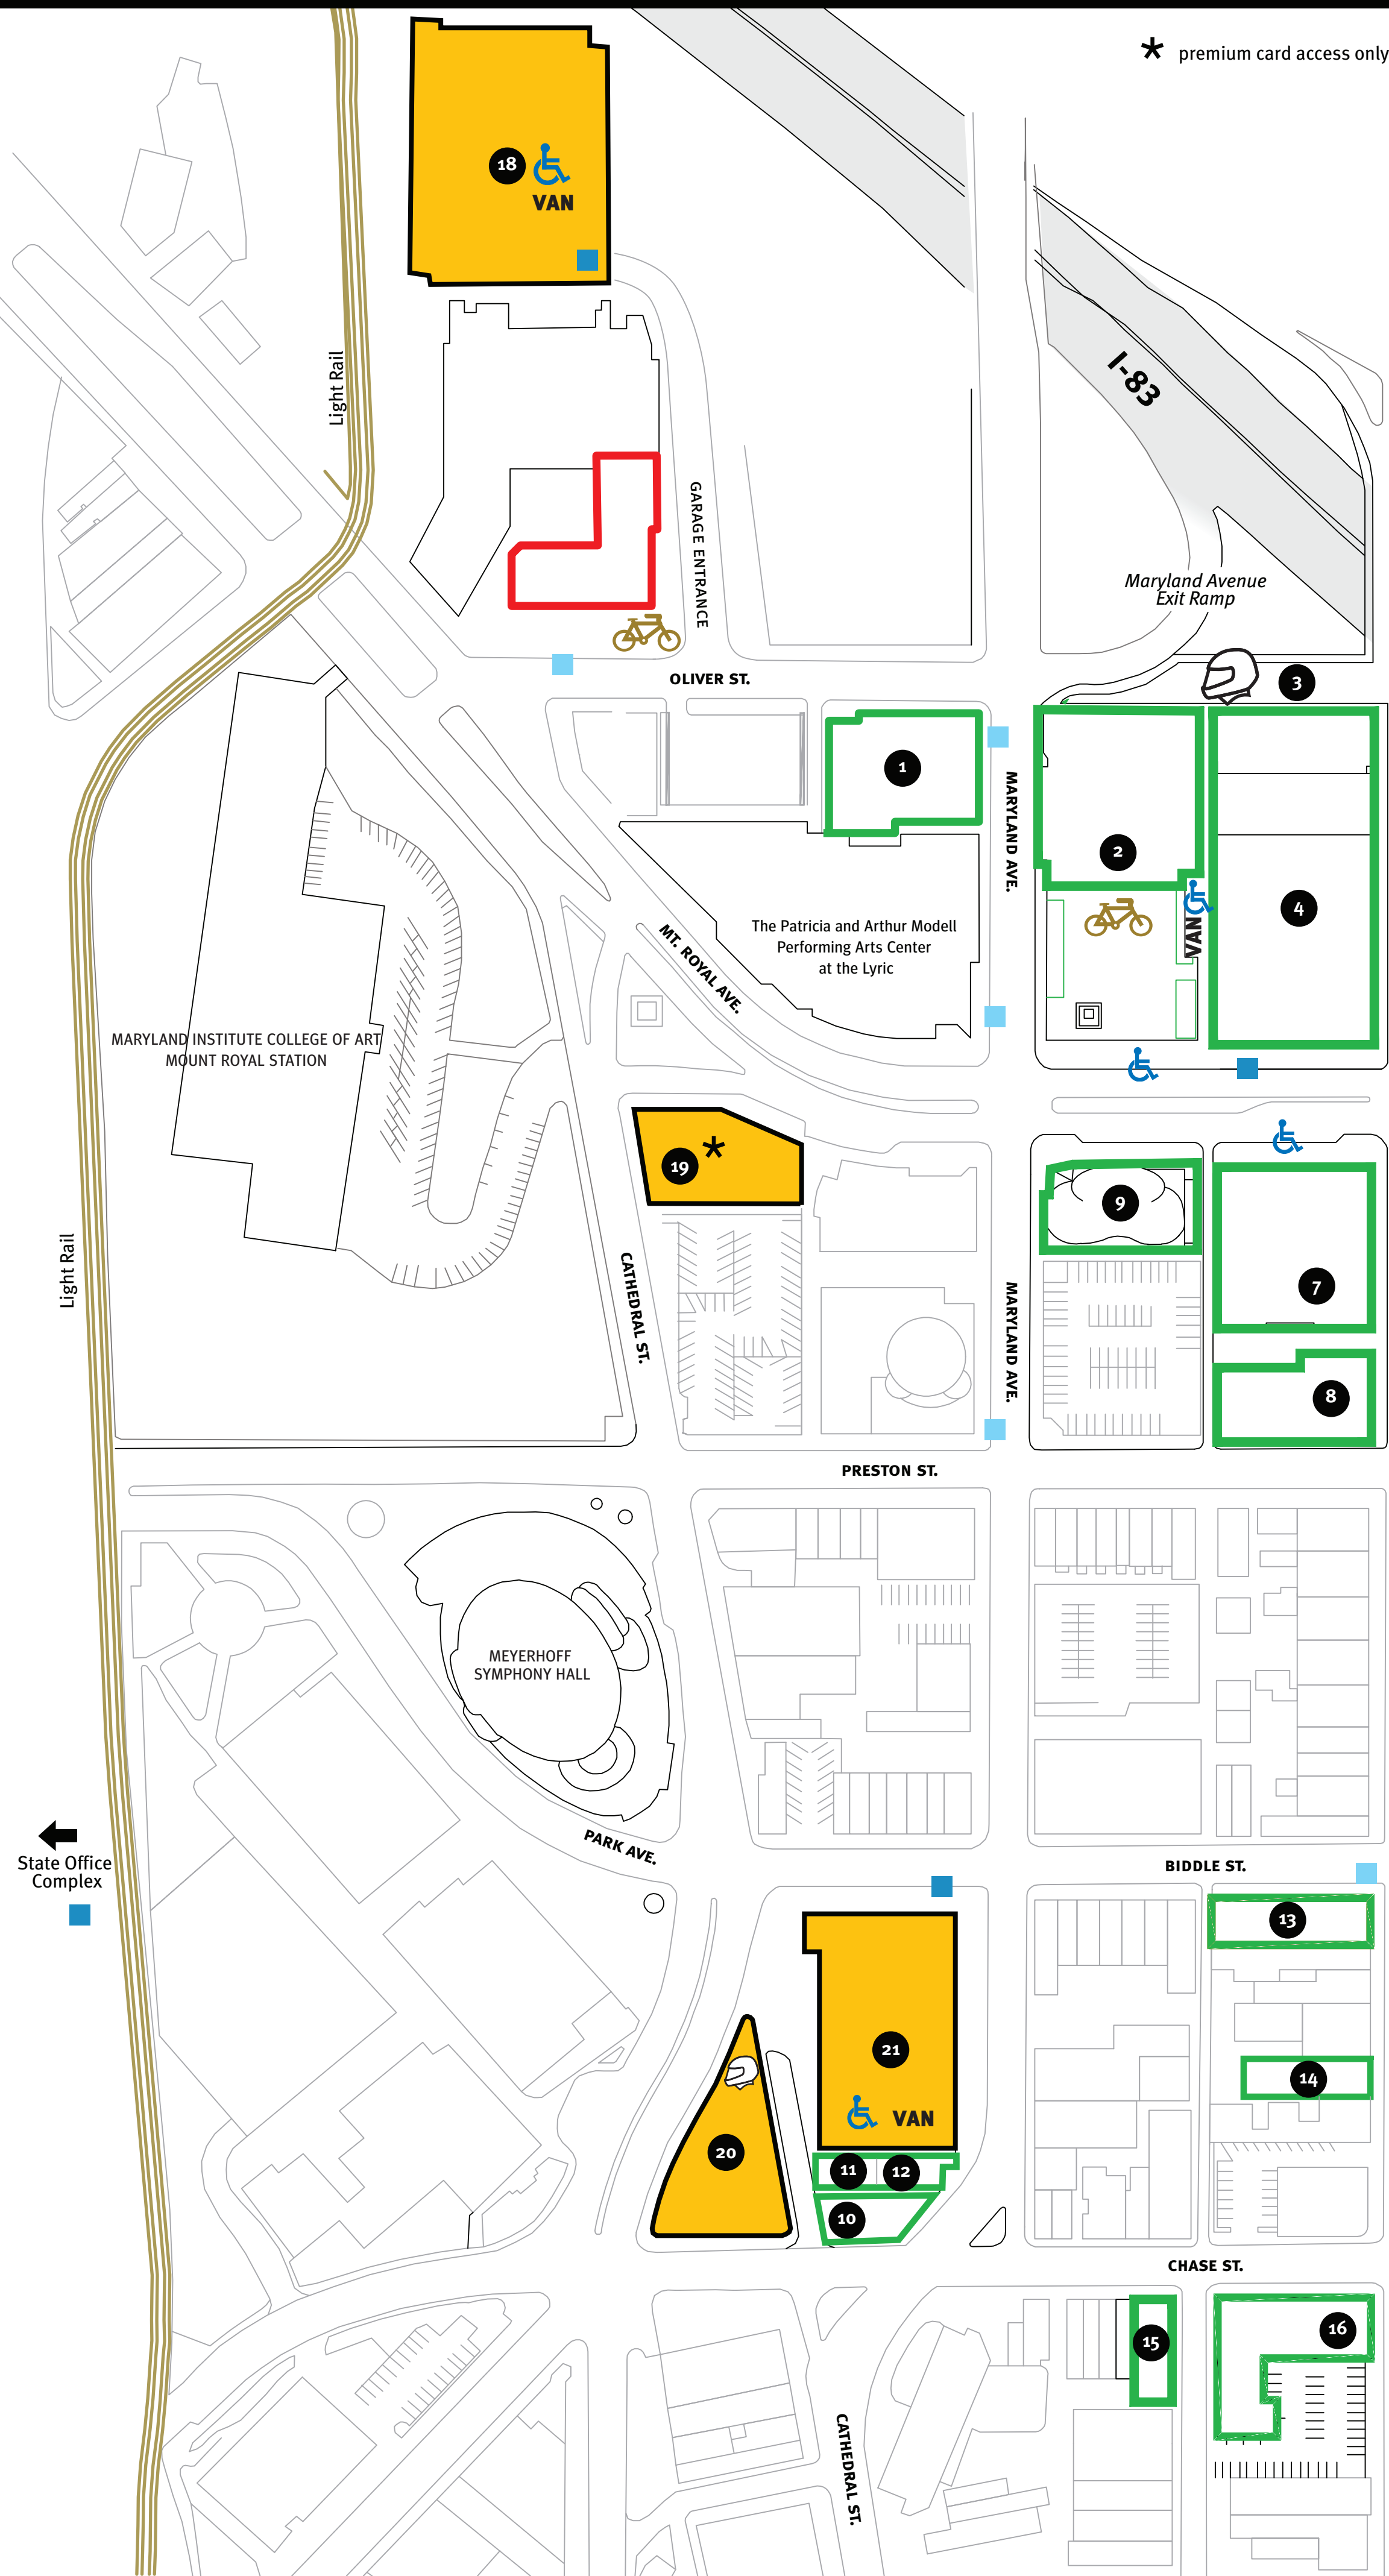 * premium card access only
18
VAN
Light Rail
I-83
GARAGE ENTRANCE
Maryland Avenue
Exit Ramp
OLIVER ST.
3
1
MARYLAND AVE.
2
4
VAN
The Patricia and Arthur Modell
Performing Arts Center
at the Lyric
MT. ROYAL AVE.
MARYLAND INSTITUTE COLLEGE OF ART
MOUNT ROYAL STATION
19 *
9
Light Rail
CATHEDRAL ST.
MARYLAND AVE.
7
8
PRESTON ST.
MEYERHOFF
SYMPHONY HALL
PARK AVE.
State Office
Complex
BIDDLE ST.
13
21
14
VAN
20
11
12
10
CHASE ST.
15
16
CATHEDRAL ST.